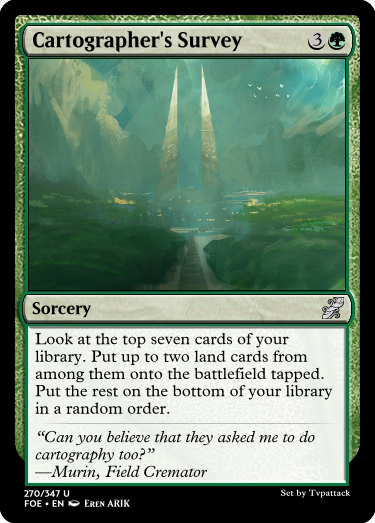 Cartographer's Survey 3
Sorcery
Look at the top seven cards of your
library. Put up to two land cards from
among them onto the battlefield tapped.
Put the rest on the bottom of your library
in a random order.
“Can you believe that they asked me to do
cartography too?”
—Murin, Field Cremator
270/347 U
FOE • EN Eren ARIK
Set by Tvpattack